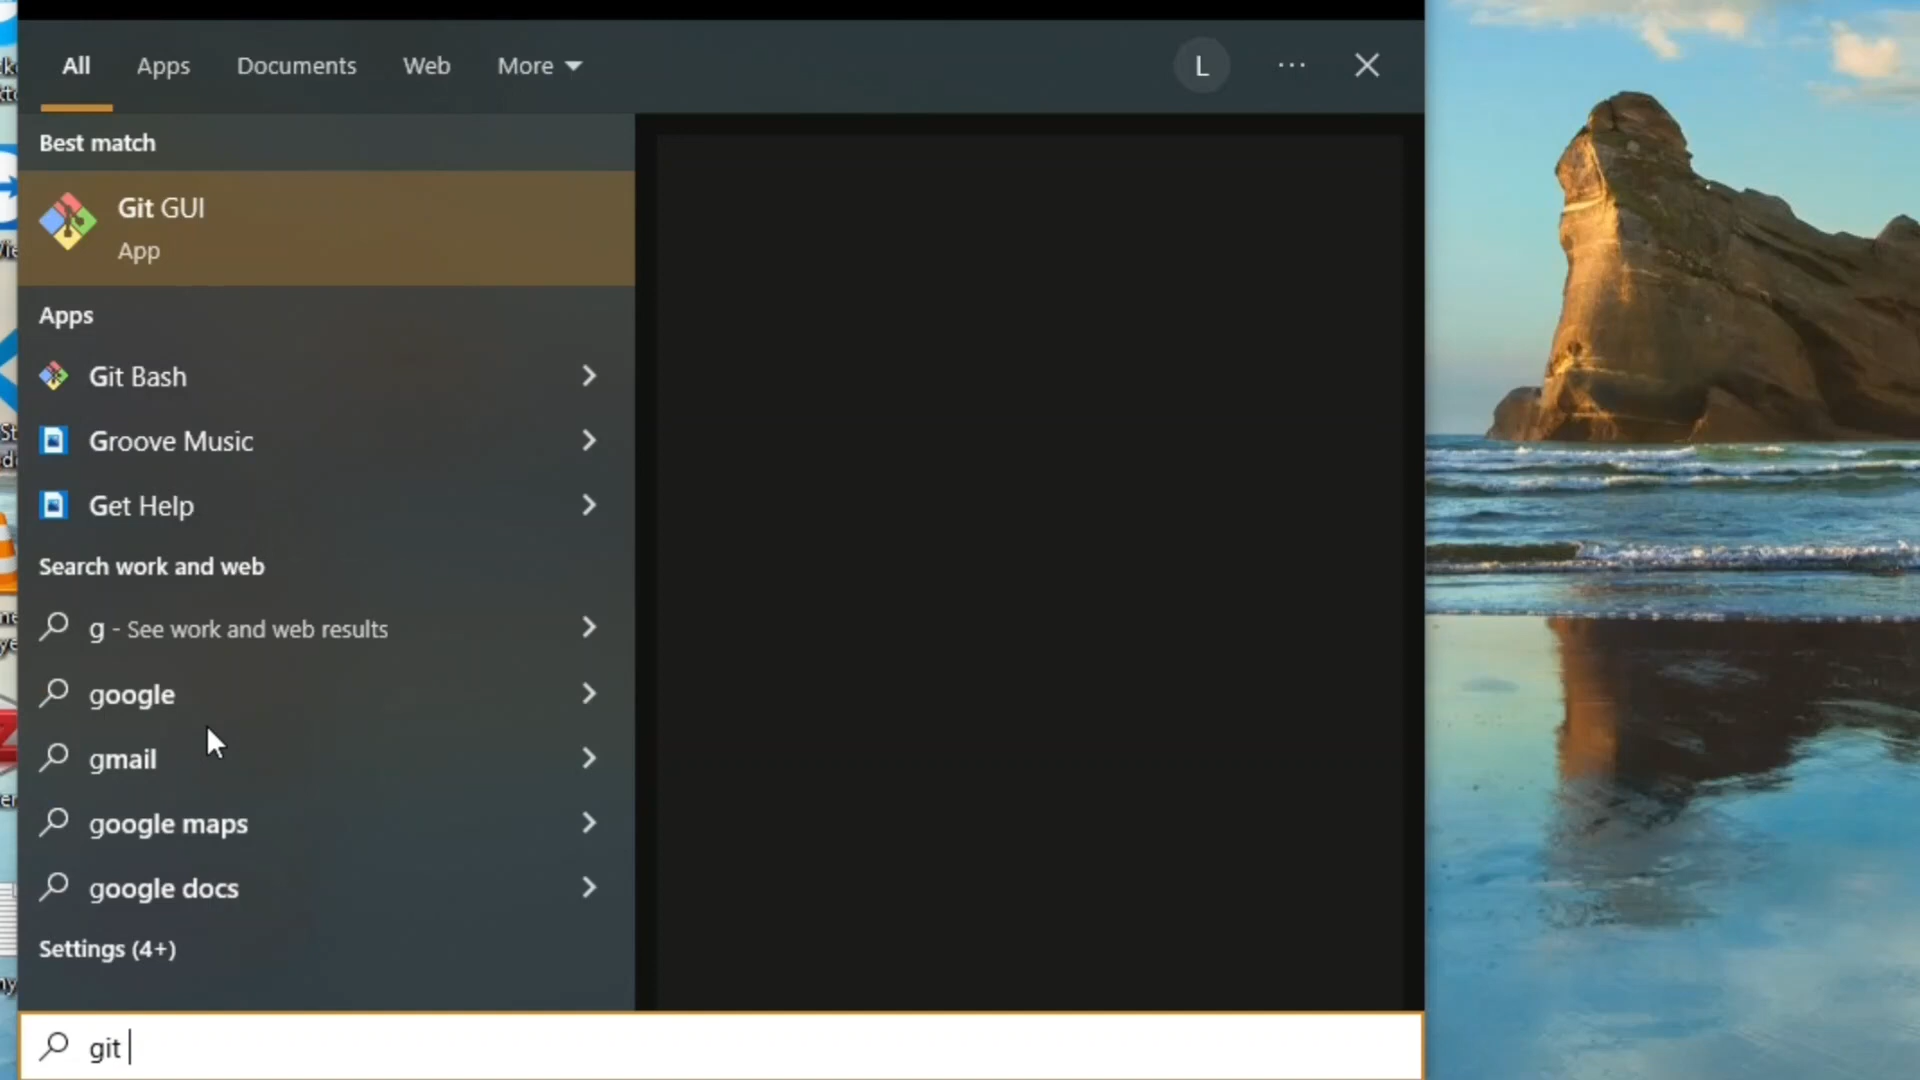 All Apps Documents Web More L
Best match
Git GUI
App
Apps
Git Bash
Groove Music
Get Help
Search work and web
g - See work and web results
google
gmail
google maps
google docs
Settings (4+)
git